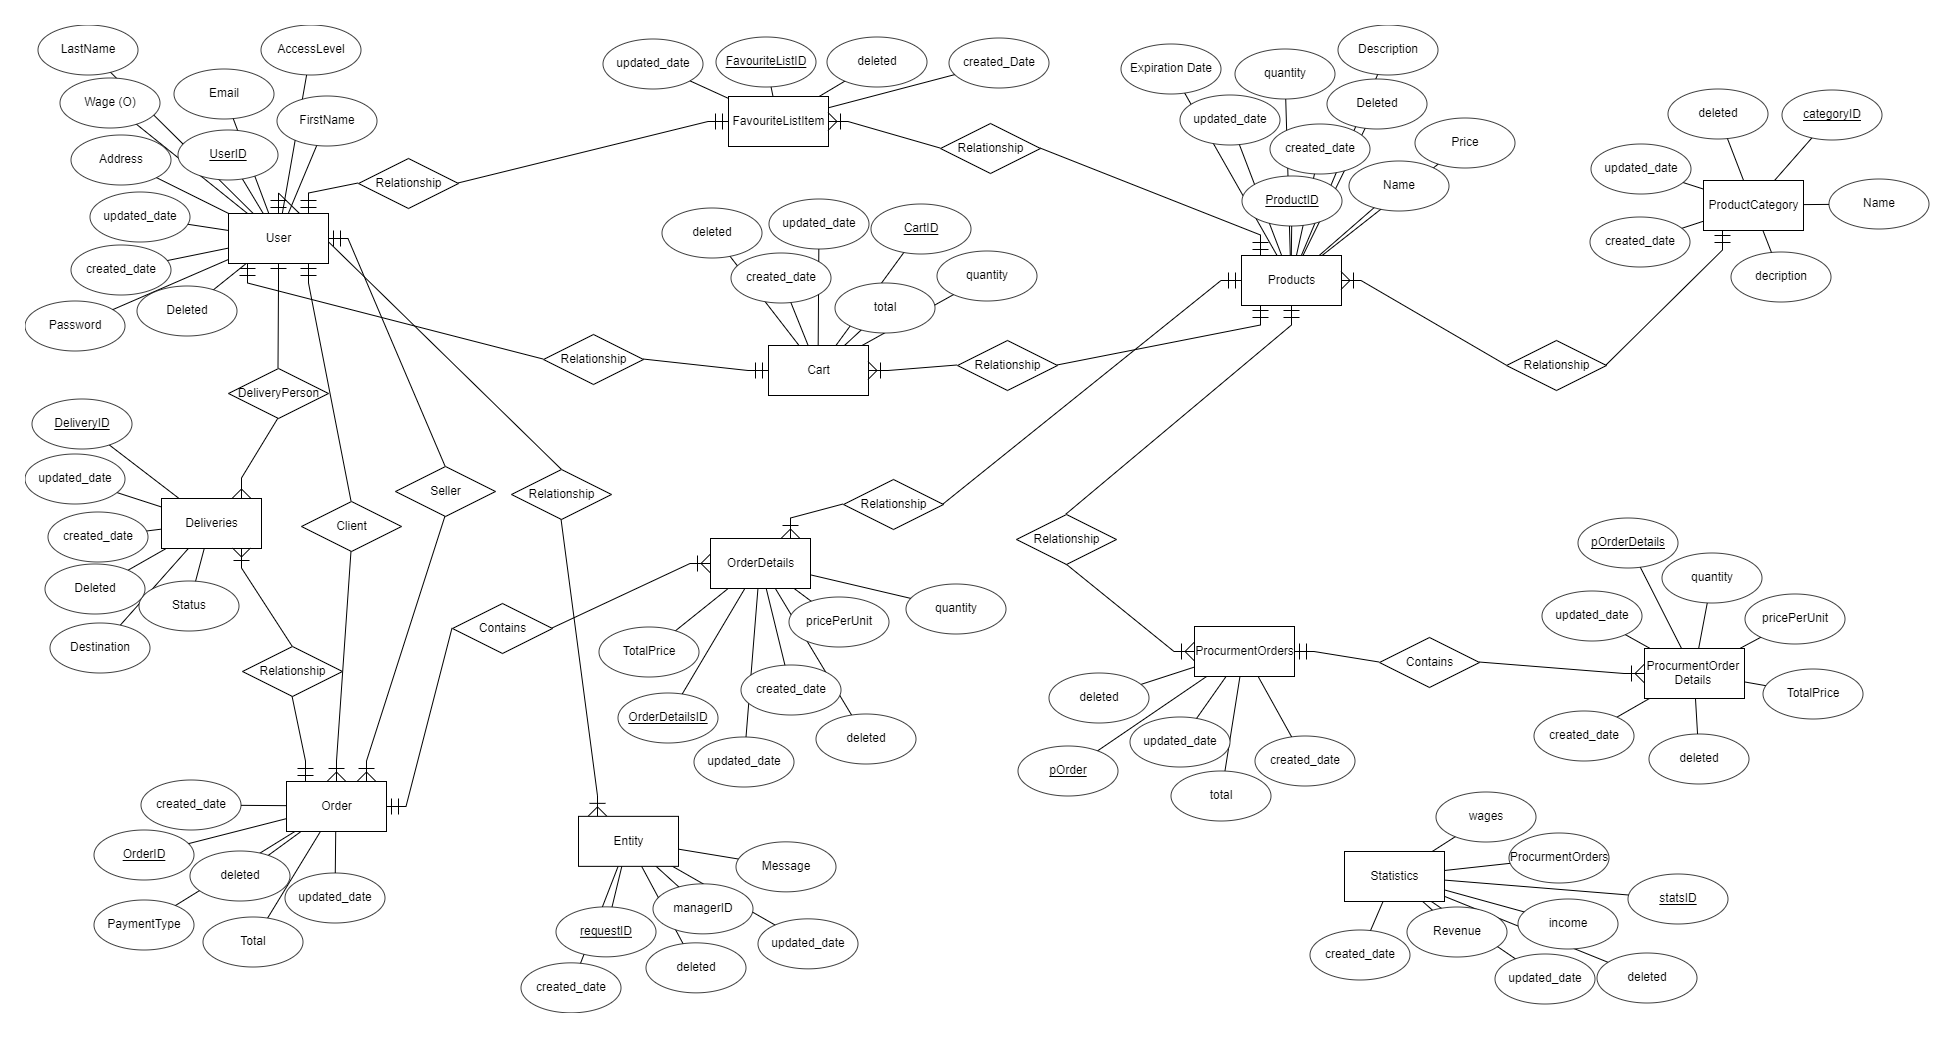 LastName
AccessLevel
Wage (O)
Email
FirstName
Address
UserID
updated_date
User
created_date
Deleted
Password
Relationship
updated_date
FavouriteListID
deleted
created_Date
FavouriteListItem
Relationship
Expiration Date
quantity
Description
updated_date
Deleted
created_date
Price
Name
ProductID
Products
deleted
categoryID
updated_date
ProductCategory
Name
created_date
decription
Relationship
deleted
updated_date
CartID
created_date
quantity
total
Cart
Relationship
Relationship
DeliveryPerson
DeliveryID
updated_date
Deliveries
created_date
Deleted
Status
Destination
Client
Seller
Relationship
Relationship
Relationship
OrderDetails
quantity
pricePerUnit
Contains
TotalPrice
created_date
OrderDetailsID
deleted
updated_date
Relationship
ProcurmentOrders
deleted
updated_date
created_date
pOrder
total
Contains
pOrderDetails
quantity
updated_date
pricePerUnit
ProcurmentOrder
Details
TotalPrice
created_date
deleted
Relationship
created_date
Order
OrderID
deleted
updated_date
PaymentType
Total
Entity
Message
managerID
requestID
updated_date
deleted
created_date
wages
ProcurmentOrders
Statistics
statsID
income
Revenue
created_date
updated_date
deleted